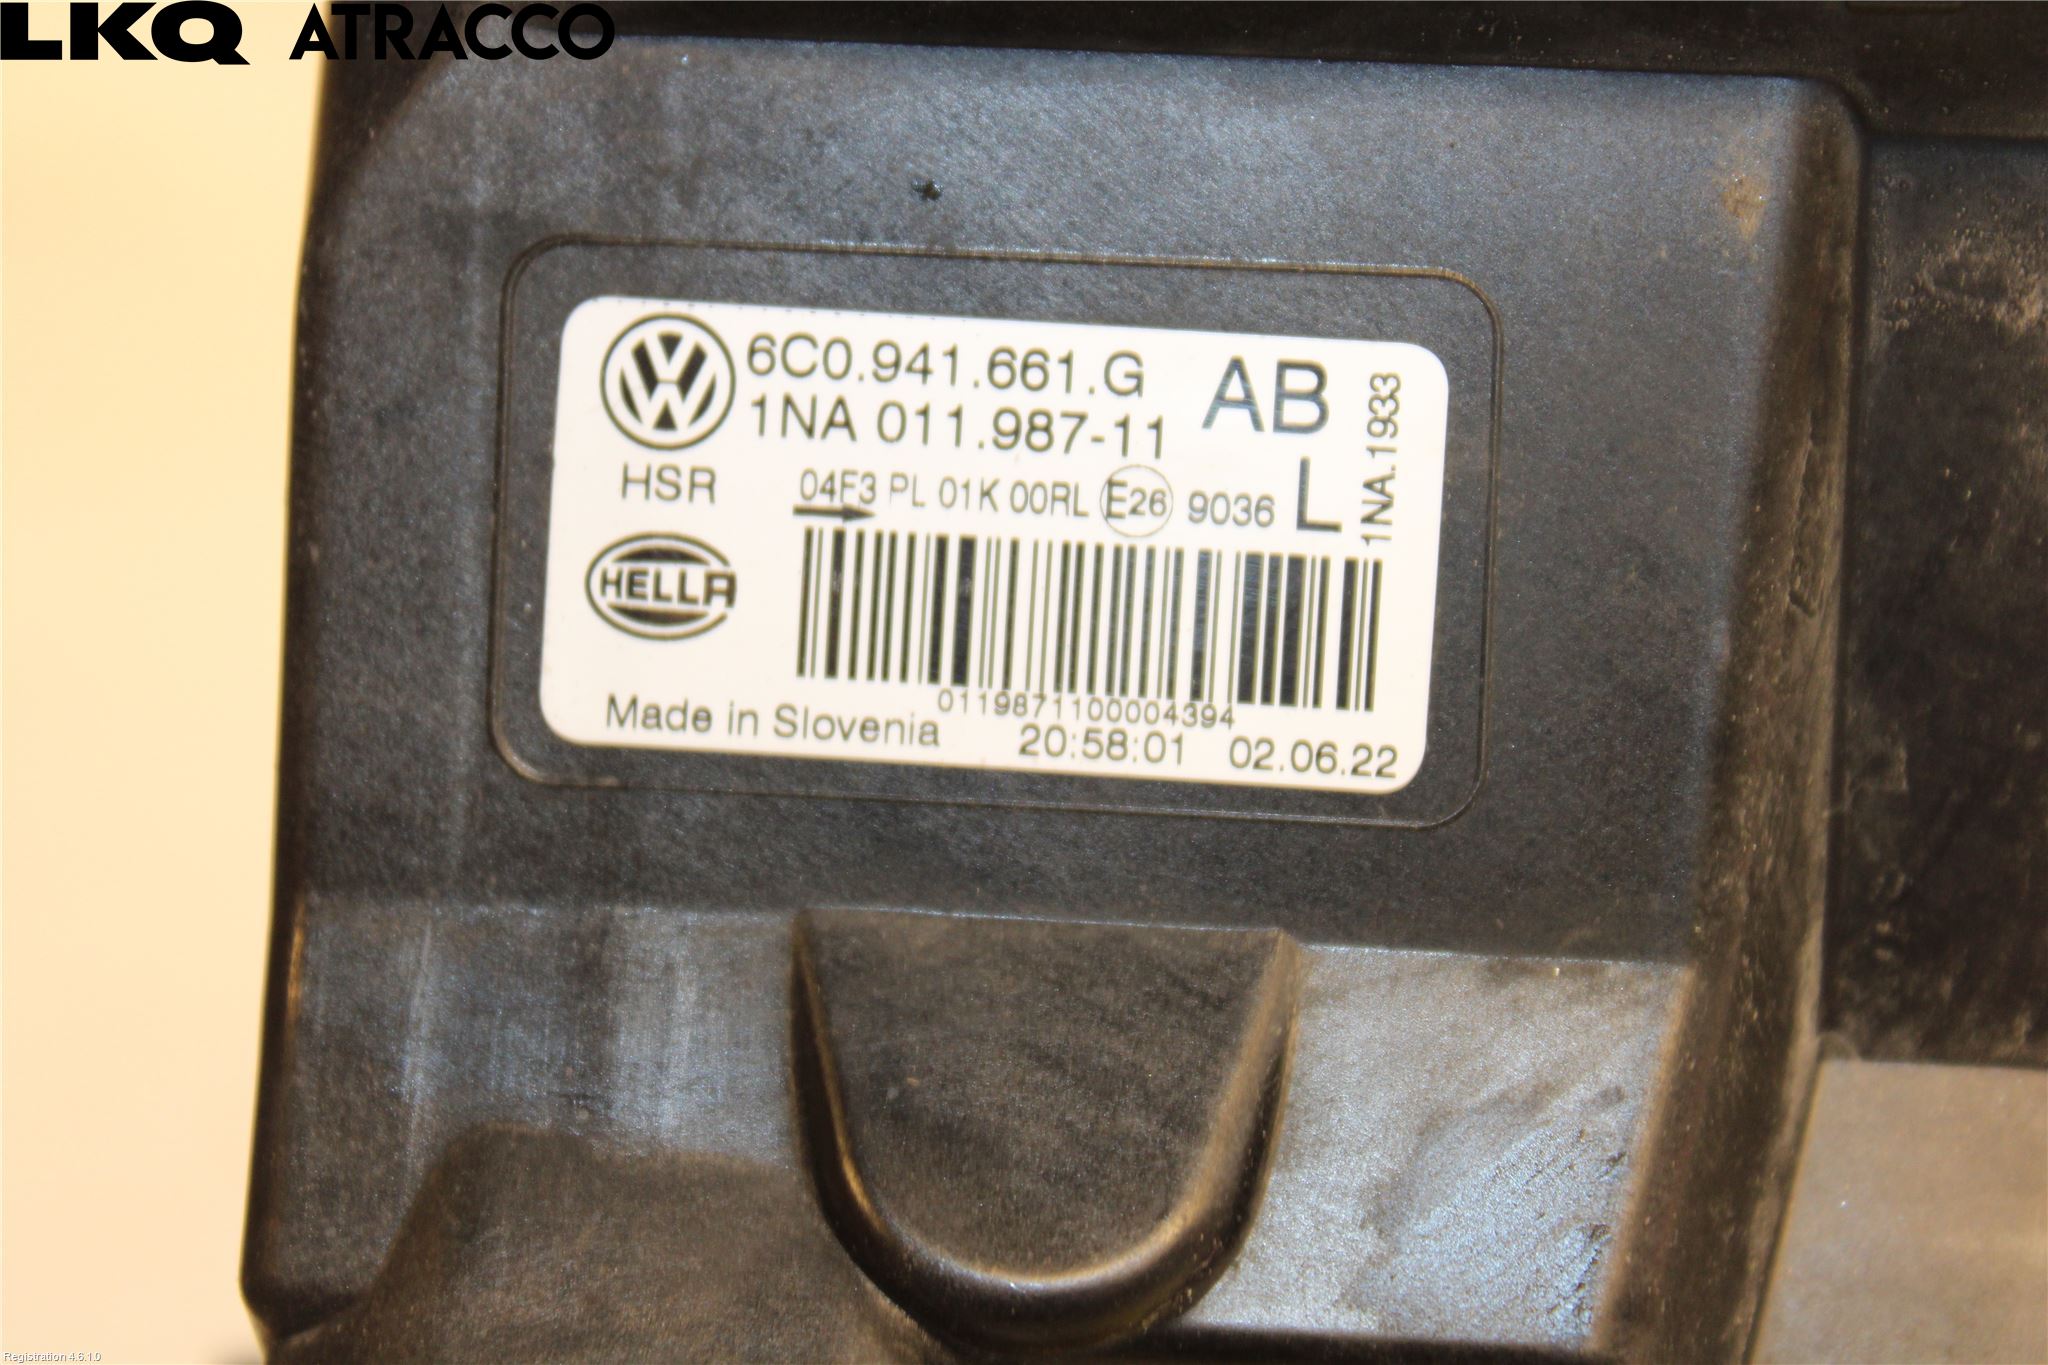 LKQ ATRACCO
6C0.941.661.G
AB
1NA 011.987-11
1NA.1933
HSR
04F3 PL 01K 00RL E26 9036
L
HELLA
0119871100004394
Made in Slovenia
20:58:01 02.06.22
Registration 4.6.1.0